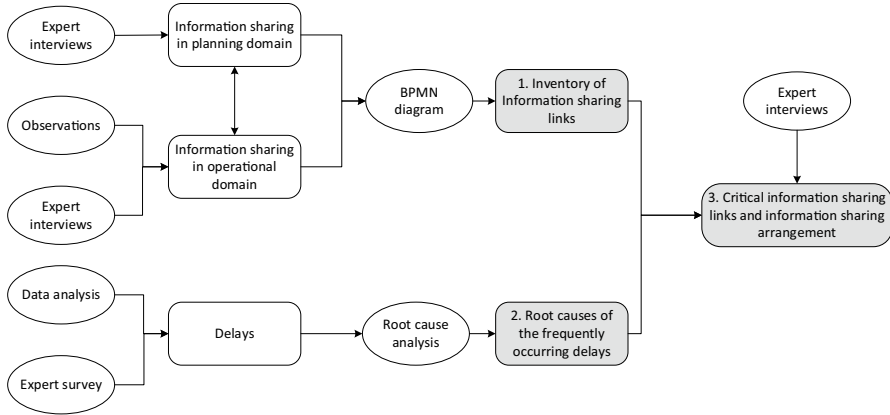 Expert
interviews
Information sharing
in planning domain
Observations
Expert
interviews
Information sharing
in operational domain
BPMN
diagram
1. Inventory of
Information sharing
links
Expert
interviews
3. Critical information sharing
links and information sharing
arrangement
Data analysis
Expert survey
Delays
Root cause
analysis
2. Root causes of
the frequently
occurring delays